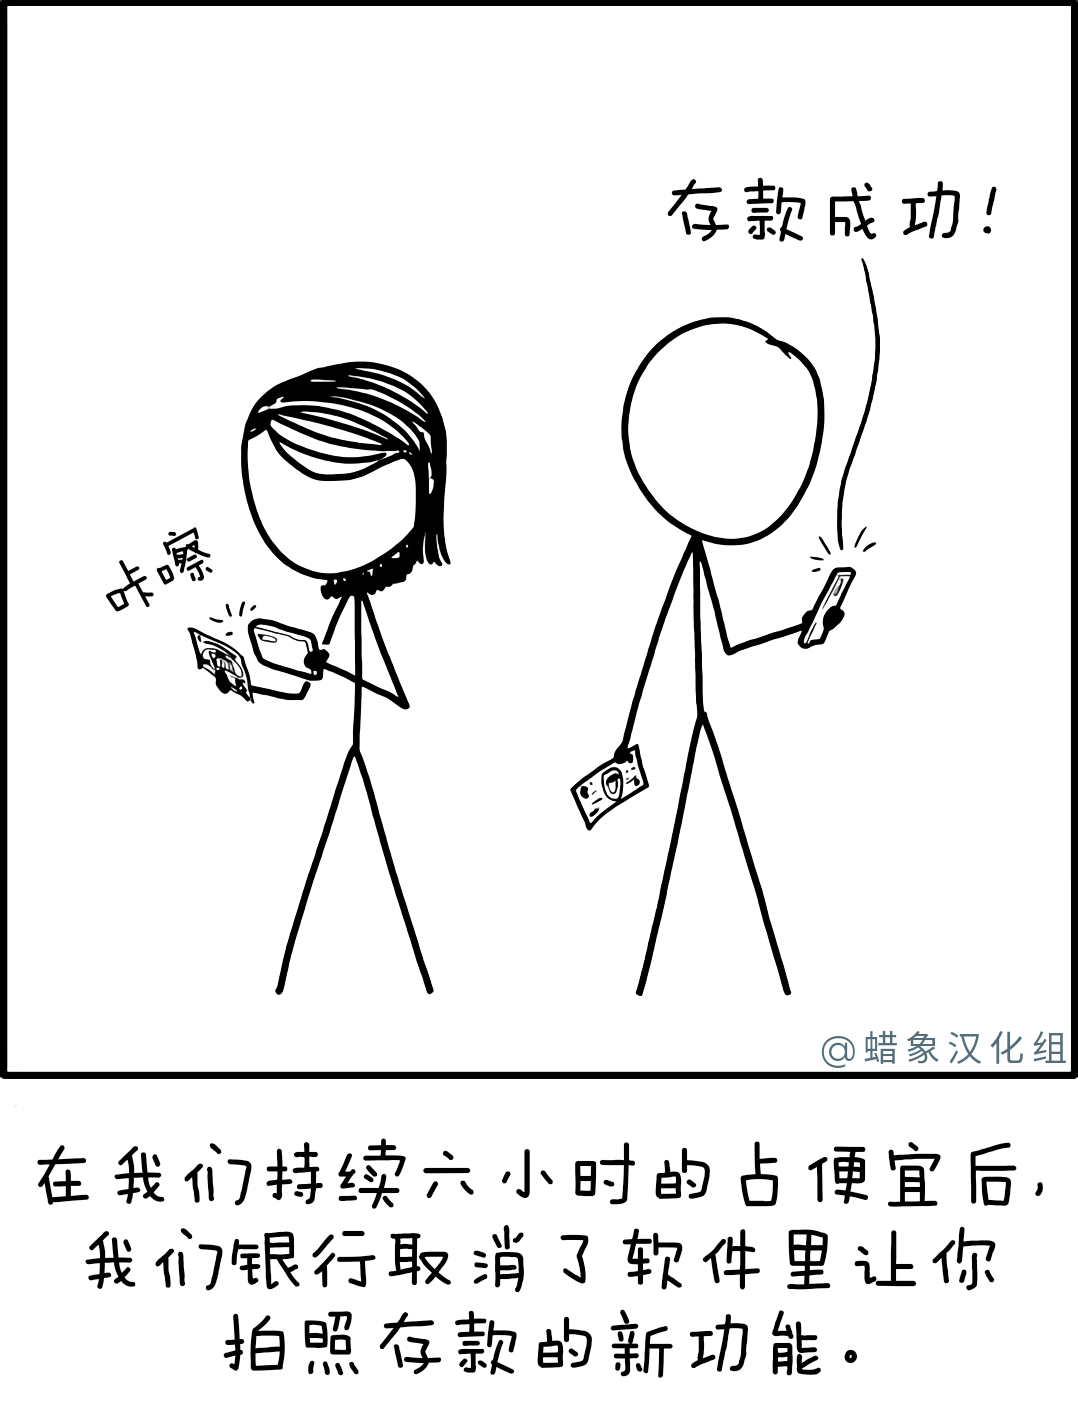 存款成功！
咔嚓
@蜡象汉化组
在我们持续六小时的占便宜后，
我们银行取消了软件里让你
拍照存款的新功能。